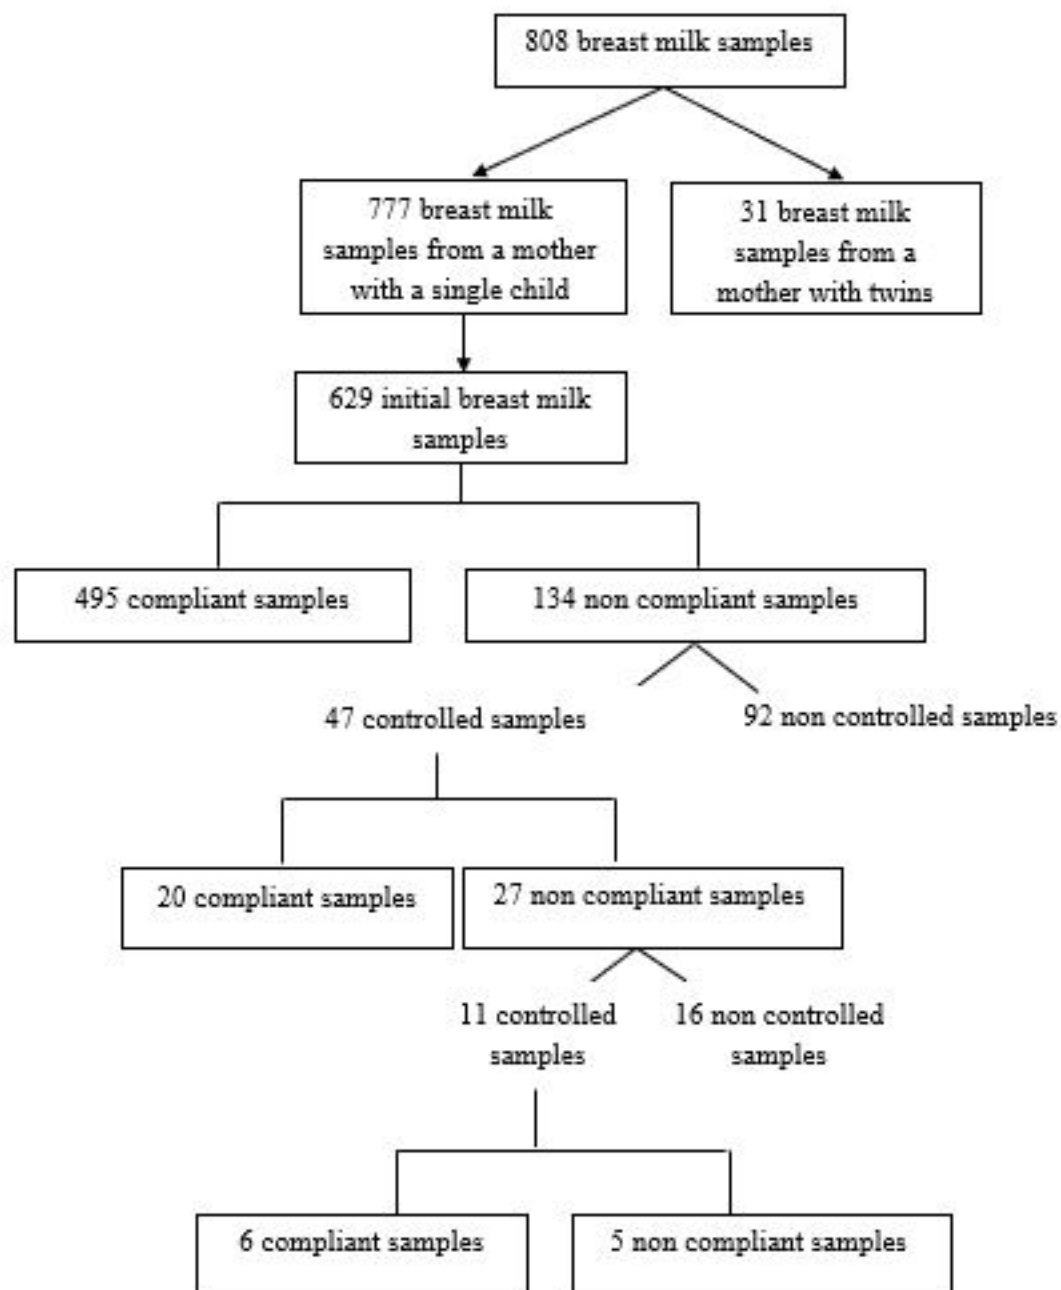 808 breast milk samples
777 breast milk
samples from a mother
with a single child
31 breast milk
samples from a
mother with twins
629 initial breast milk
samples
495 compliant samples
134 non compliant samples
47 controlled samples
92 non controlled samples
20 compliant samples
27 non compliant samples
11 controlled
samples
16 non controlled
samples
6 compliant samples
5 non compliant samples